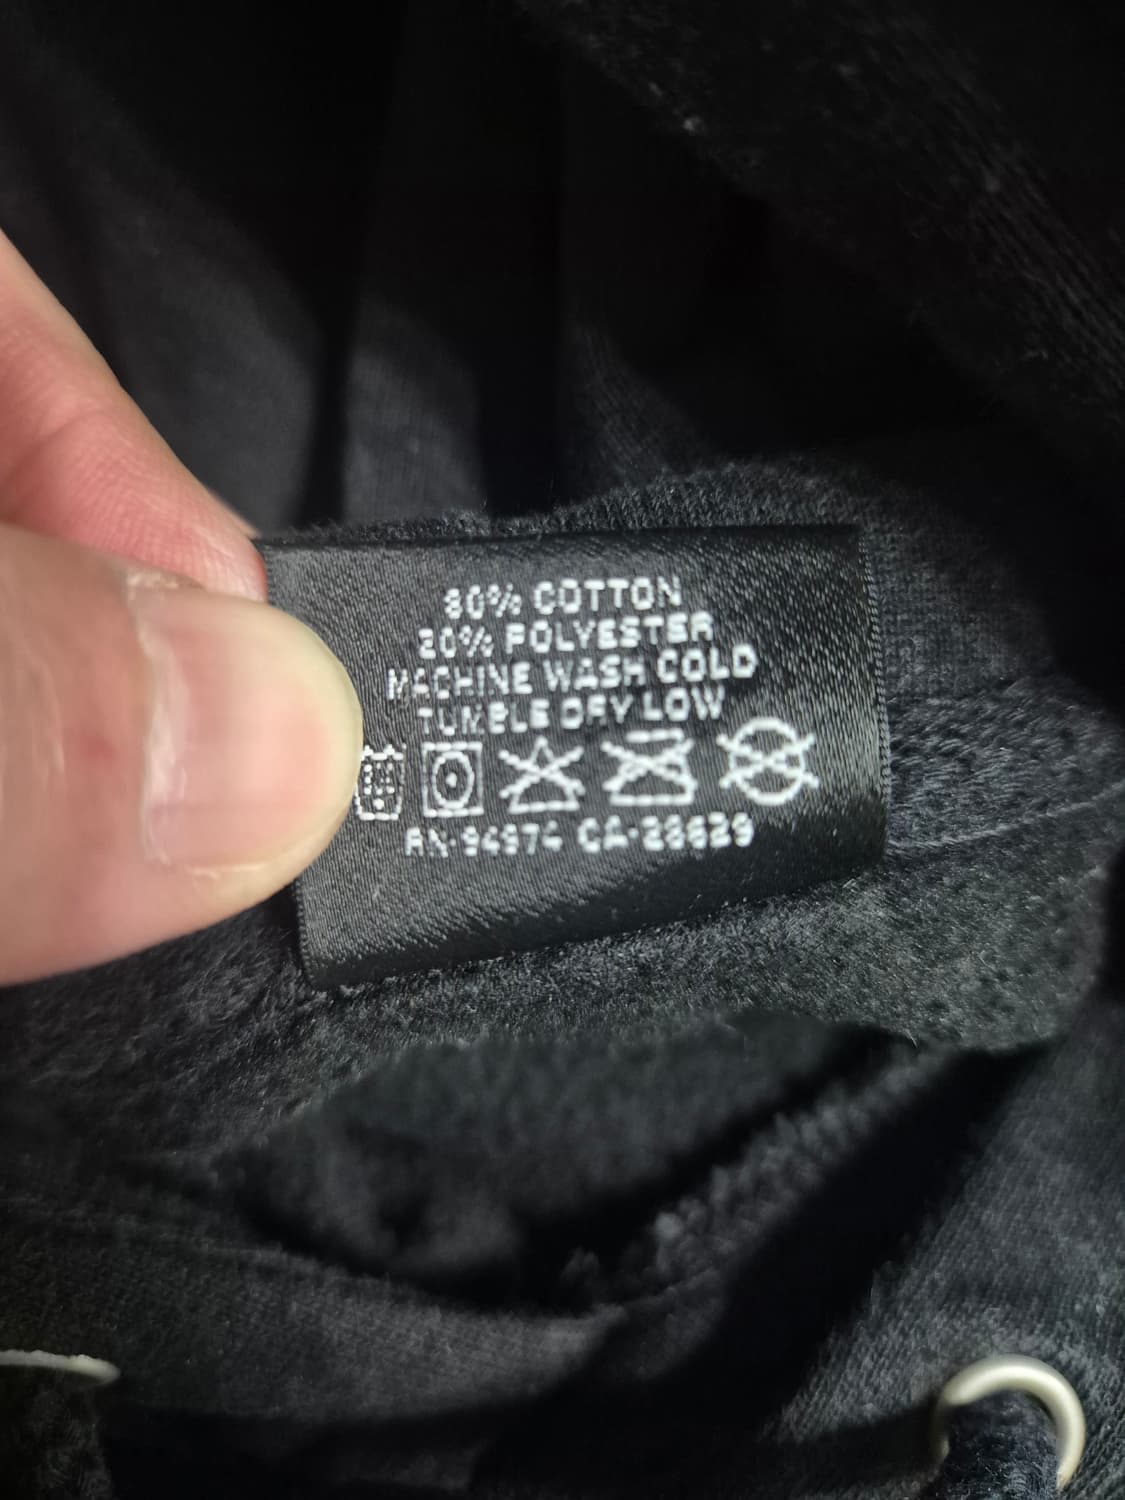 80% COTTON
20% POLYESTER
MACHINE WASH COLD
TUMBLE DRY LOW
RN-94974 CA-28629